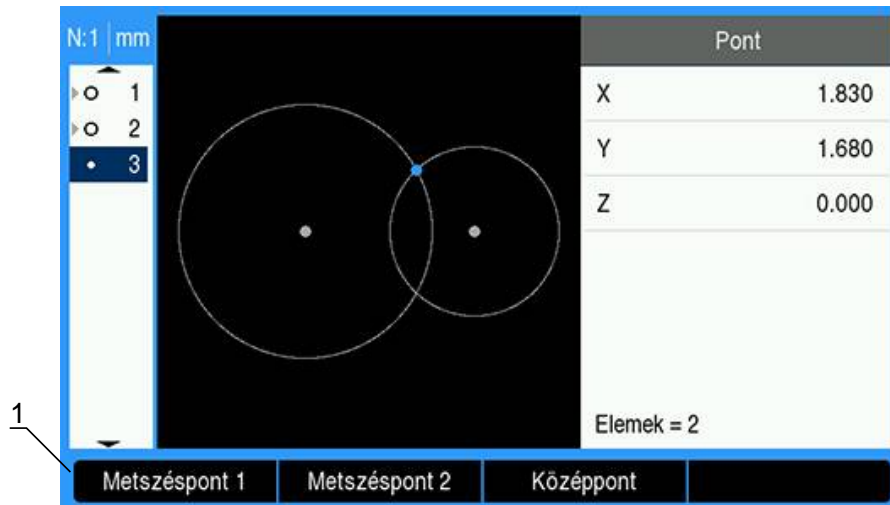 N:1 mm
1
2
3
Pont
X 1.830
Y 1.680
Z 0.000
Elemek = 2
1
Metszéspont 1 Metszéspont 2 Középpont